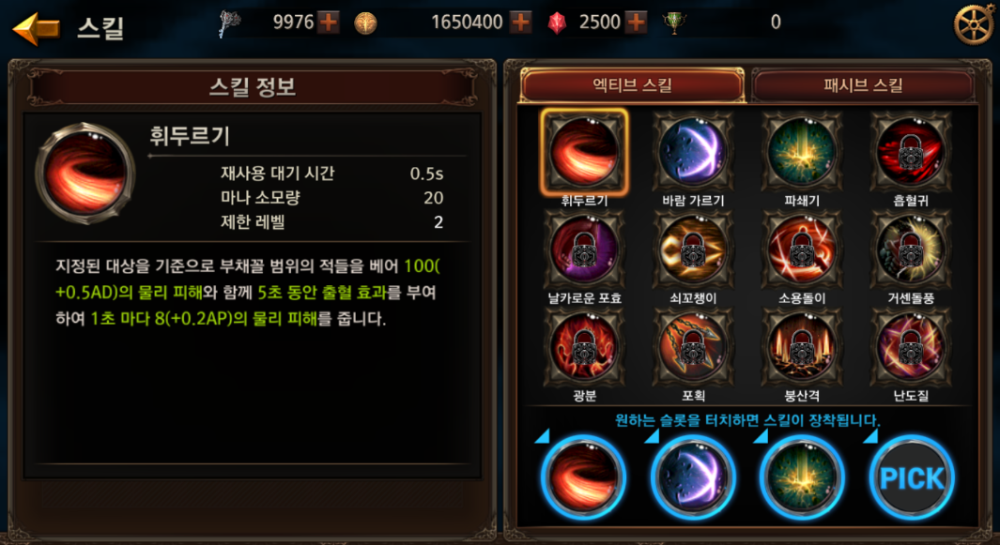 스킬
9976
1650400
2500
0
스킬 정보
휘두르기
재사용 대기 시간 0.5s
마나 소모량 20
제한 레벨 2
지정된 대상을 기준으로 부채꼴 범위의 적들을 베어 100(
+0.5AD)의 물리 피해와 함께 5초 동안 출혈 효과를 부여
하여 1초 마다 8(+0.2AP)의 물리 피해를 줍니다.
엑티브 스킬 패시브 스킬
휘두르기 바람 가르기 파쇄기 흡혈귀
날카로운 포효 쇠꼬챙이 소용돌이 거센돌풍
광분 포획 붕산격 난도질
원하는 슬롯을 터치하면 스킬이 장착됩니다.
PICK